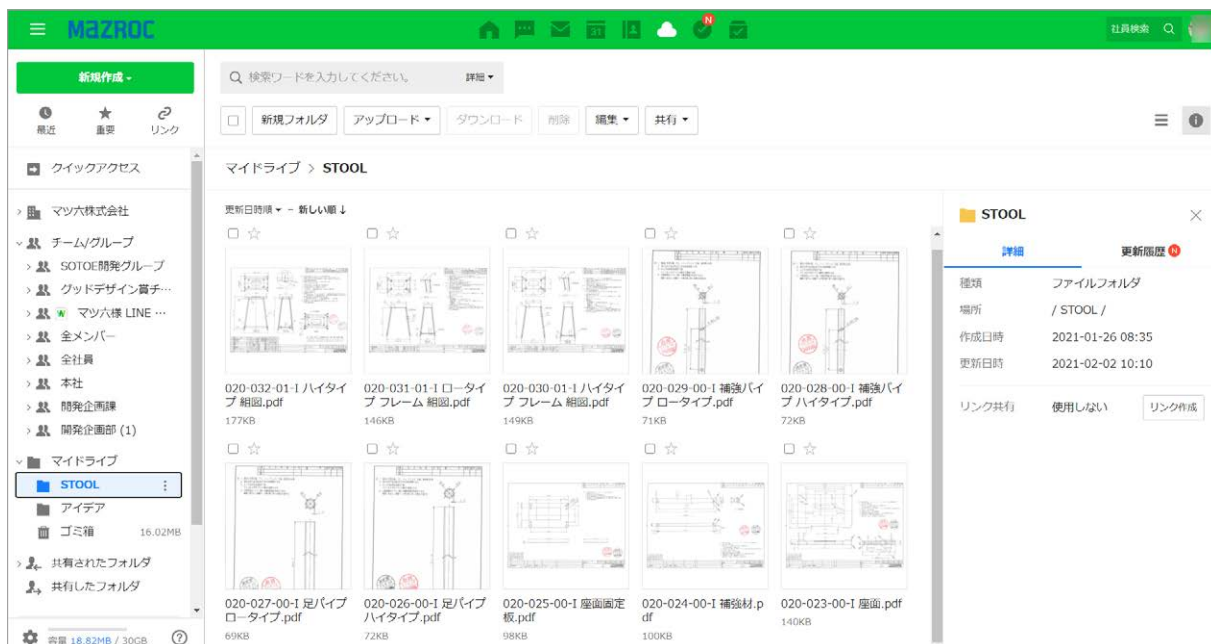 MAZROC
31
N
社員検索
新規作成
最近
重要
リンク
検索ワードを入力してください。
詳細
新規フォルダ
アップロード
ダウンロード
削除
編集
共有
クイックアクセス
マツ六株式会社
チーム/グループ
SOTOE開発グループ
グッドデザイン賞チ…
W マツ六様 LINE …
全メンバー
全社員
本社
開発企画課
開発企画部 (1)
マイドライブ
STOOL
アイデア
ゴミ箱 16.02MB
共有されたフォルダ
共有したフォルダ
容量 18.82MB / 30GB
マイドライブ > STOOL
更新日時順 - 新しい順↓
020-032-01-I ハイタイ
プ 組図.pdf
177KB
020-031-01-I ロータイ
プ フレーム 組図.pdf
146KB
020-030-01-I ハイタイ
プ フレーム 組図.pdf
149KB
020-029-00-I 補強パイ
プ ロータイプ.pdf
71KB
020-028-00-I 補強パイ
プ ハイタイプ.pdf
72KB
020-027-00-I 足パイプ
ロータイプ.pdf
69KB
020-026-00-I 足パイプ
ハイタイプ.pdf
72KB
020-025-00-I 座面固定
板.pdf
98KB
020-024-00-I 補強材.p
df
100KB
020-023-00-I 座面.pdf
140KB
STOOL
詳細
更新履歴 N
種類 ファイルフォルダ
場所 / STOOL /
作成日時 2021-01-26 08:35
更新日時 2021-02-02 10:10
リンク共有 使用しない リンク作成